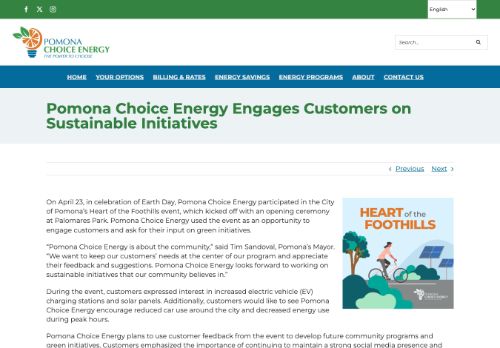 English
POMONA
CHOICE ENERGY
THE POWER TO CHOOSE
Search...
HOME YOUR OPTIONS BILLING & RATES ENERGY SAVINGS ENERGY PROGRAMS ABOUT CONTACT US
Pomona Choice Energy Engages Customers on
Sustainable Initiatives
Previous Next
On April 23, in celebration of Earth Day, Pomona Choice Energy participated in the City
of Pomona's Heart of the Foothills event, which kicked off with an opening ceremony
at Palomares Park. Pomona Choice Energy used the event as an opportunity to
engage customers and ask for their input on green initiatives.
"Pomona Choice Energy is about the community," said Tim Sandoval, Pomona's Mayor.
"We want to keep our customers' needs at the center of our program and appreciate
their feedback and suggestions. Pomona Choice Energy looks forward to working on
sustainable initiatives that our community believes in."
During the event, customers expressed interest in increased electric vehicle (EV)
charging stations and solar panels. Additionally, customers would like to see Pomona
Choice Energy encourage reduced car use around the city and decreased energy use
during peak hours.
Pomona Choice Energy plans to use customer feedback from the event to develop future community programs and
green initiatives. Customers emphasized the importance of continuing to maintain a strong social media presence and
HEART of the
FOOTHILLS
POMONA
CHOICE ENERGY